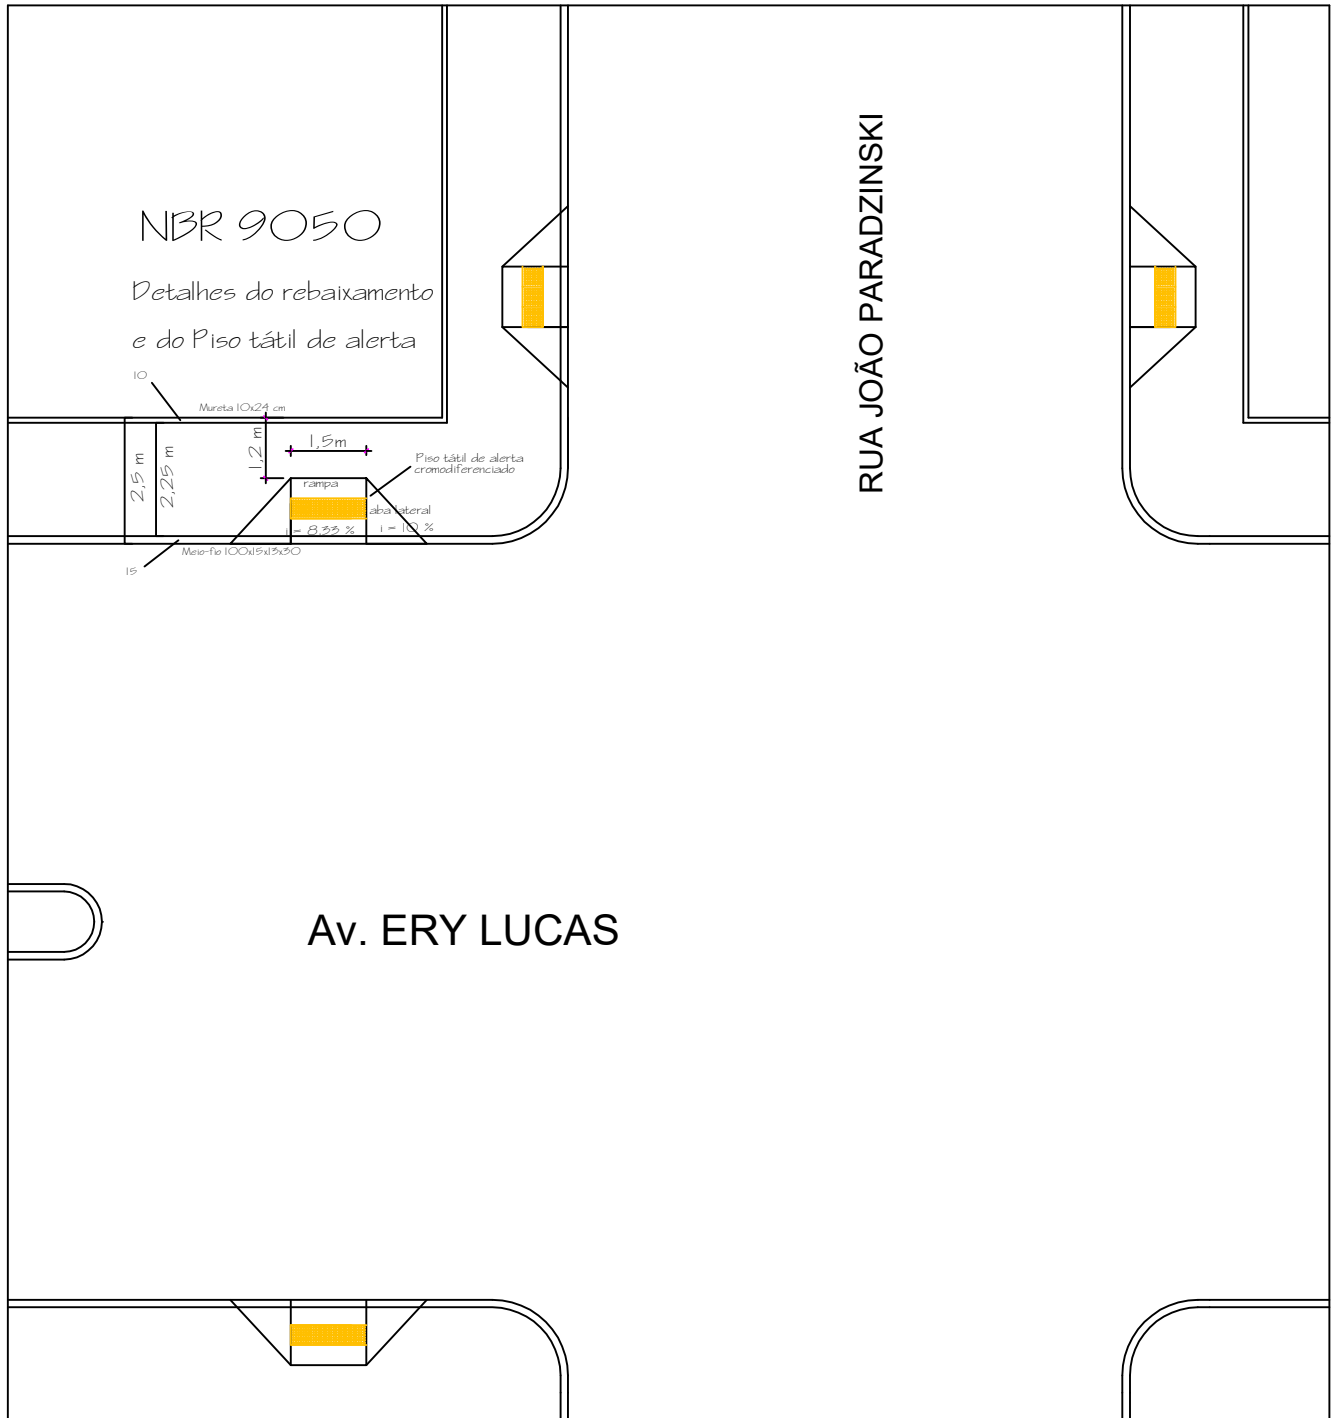 NBR 9050
Detalhes do rebaixamento
e do Piso tátil de alerta
10
Mureta 10x24 cm
1,2 m
1,5m
2,5 m
2,25 m
Piso tátil de alerta
cromodiferenciado
rampa
aba lateral
i = 8,33 %
i = 10 %
Meio-fio 100x15x13x30
15
RUA JOÃO PARADZINSKI
Av. ERY LUCAS